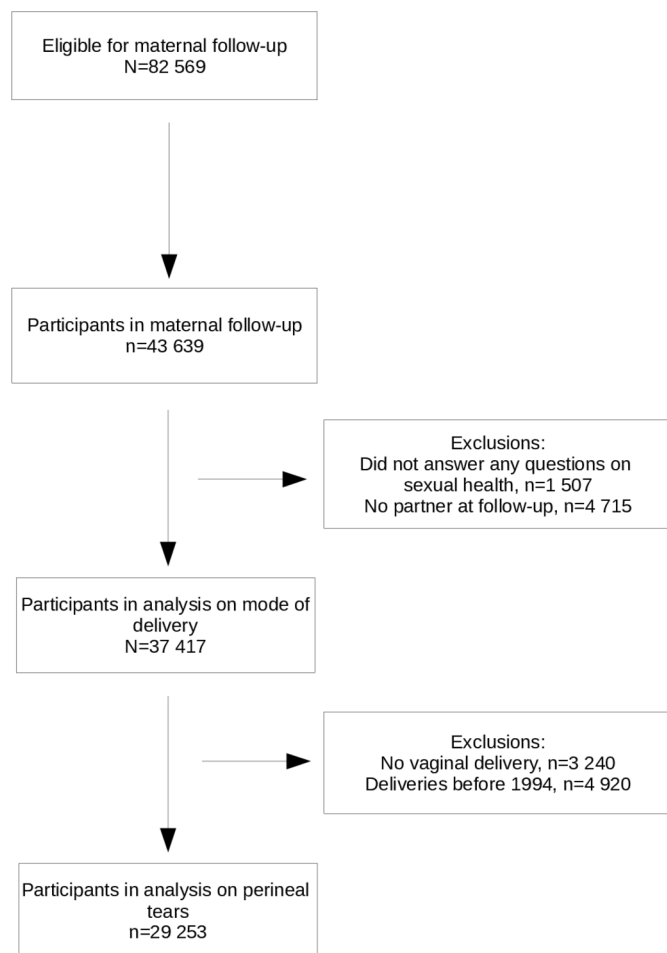 Eligible for maternal follow-up
N=82 569
Participants in maternal follow-up
n=43 639
Exclusions:
Did not answer any questions on
sexual health, n=1 507
No partner at follow-up, n=4 715
Participants in analysis on mode of
delivery
N=37 417
Exclusions:
No vaginal delivery, n=3 240
Deliveries before 1994, n=4 920
Participants in analysis on perineal
tears
n=29 253